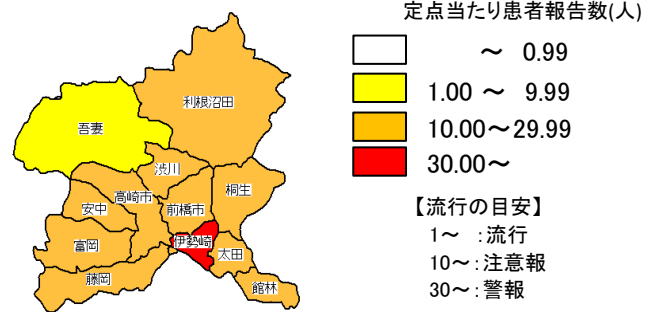 定点当たり患者報告数(人)
～ 0.99
1.00 ～ 9.99
10.00～29.99
30.00～
【流行の目安】
1～ :流行
10～:注意報
30～:警報
利根沼田
吾妻
渋川
桐生
高崎市
安中
前橋市
伊勢崎
富岡
太田
藤岡
館林